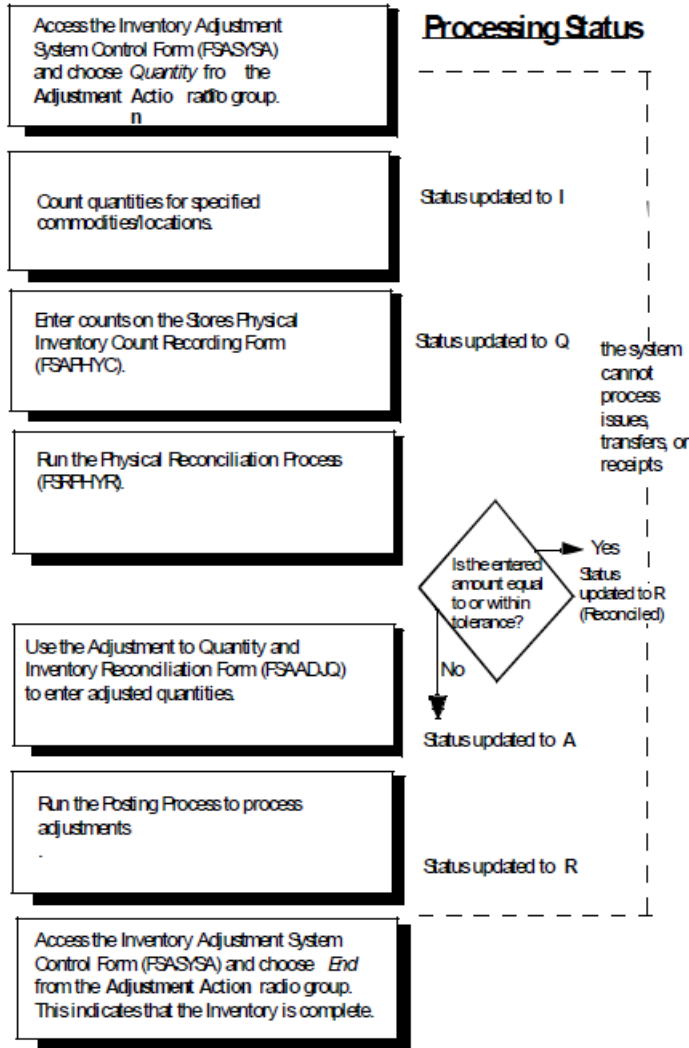 Access the Inventory Adjustment
System Control Form (FSASYSA)
and choose Quantity fro the
Adjustment Actio radio group.
n
Processing Status
Count quantities for specified
commodities/locations.
Status updated to I
Enter counts on the Stores Physical
Inventory Count Recording Form
(FSAPHYC).
Status updated to Q
the system
cannot
process
issues,
transfers, or
receipts
Run the Physical Reconciliation Process
(FSRPHYR).
Is the entered
amount equal
to or within
tolerance?
Yes
Status
updated to R
(Reconciled)
No
Use the Adjustment to Quantity and
Inventory Reconciliation Form (FSAADJQ)
to enter adjusted quantities.
Status updated to A
Run the Posting Process to process
adjustments
.
Status updated to R
Access the Inventory Adjustment System
Control Form (FSASYSA) and choose End
from the Adjustment Action radio group.
This indicates that the Inventory is complete.